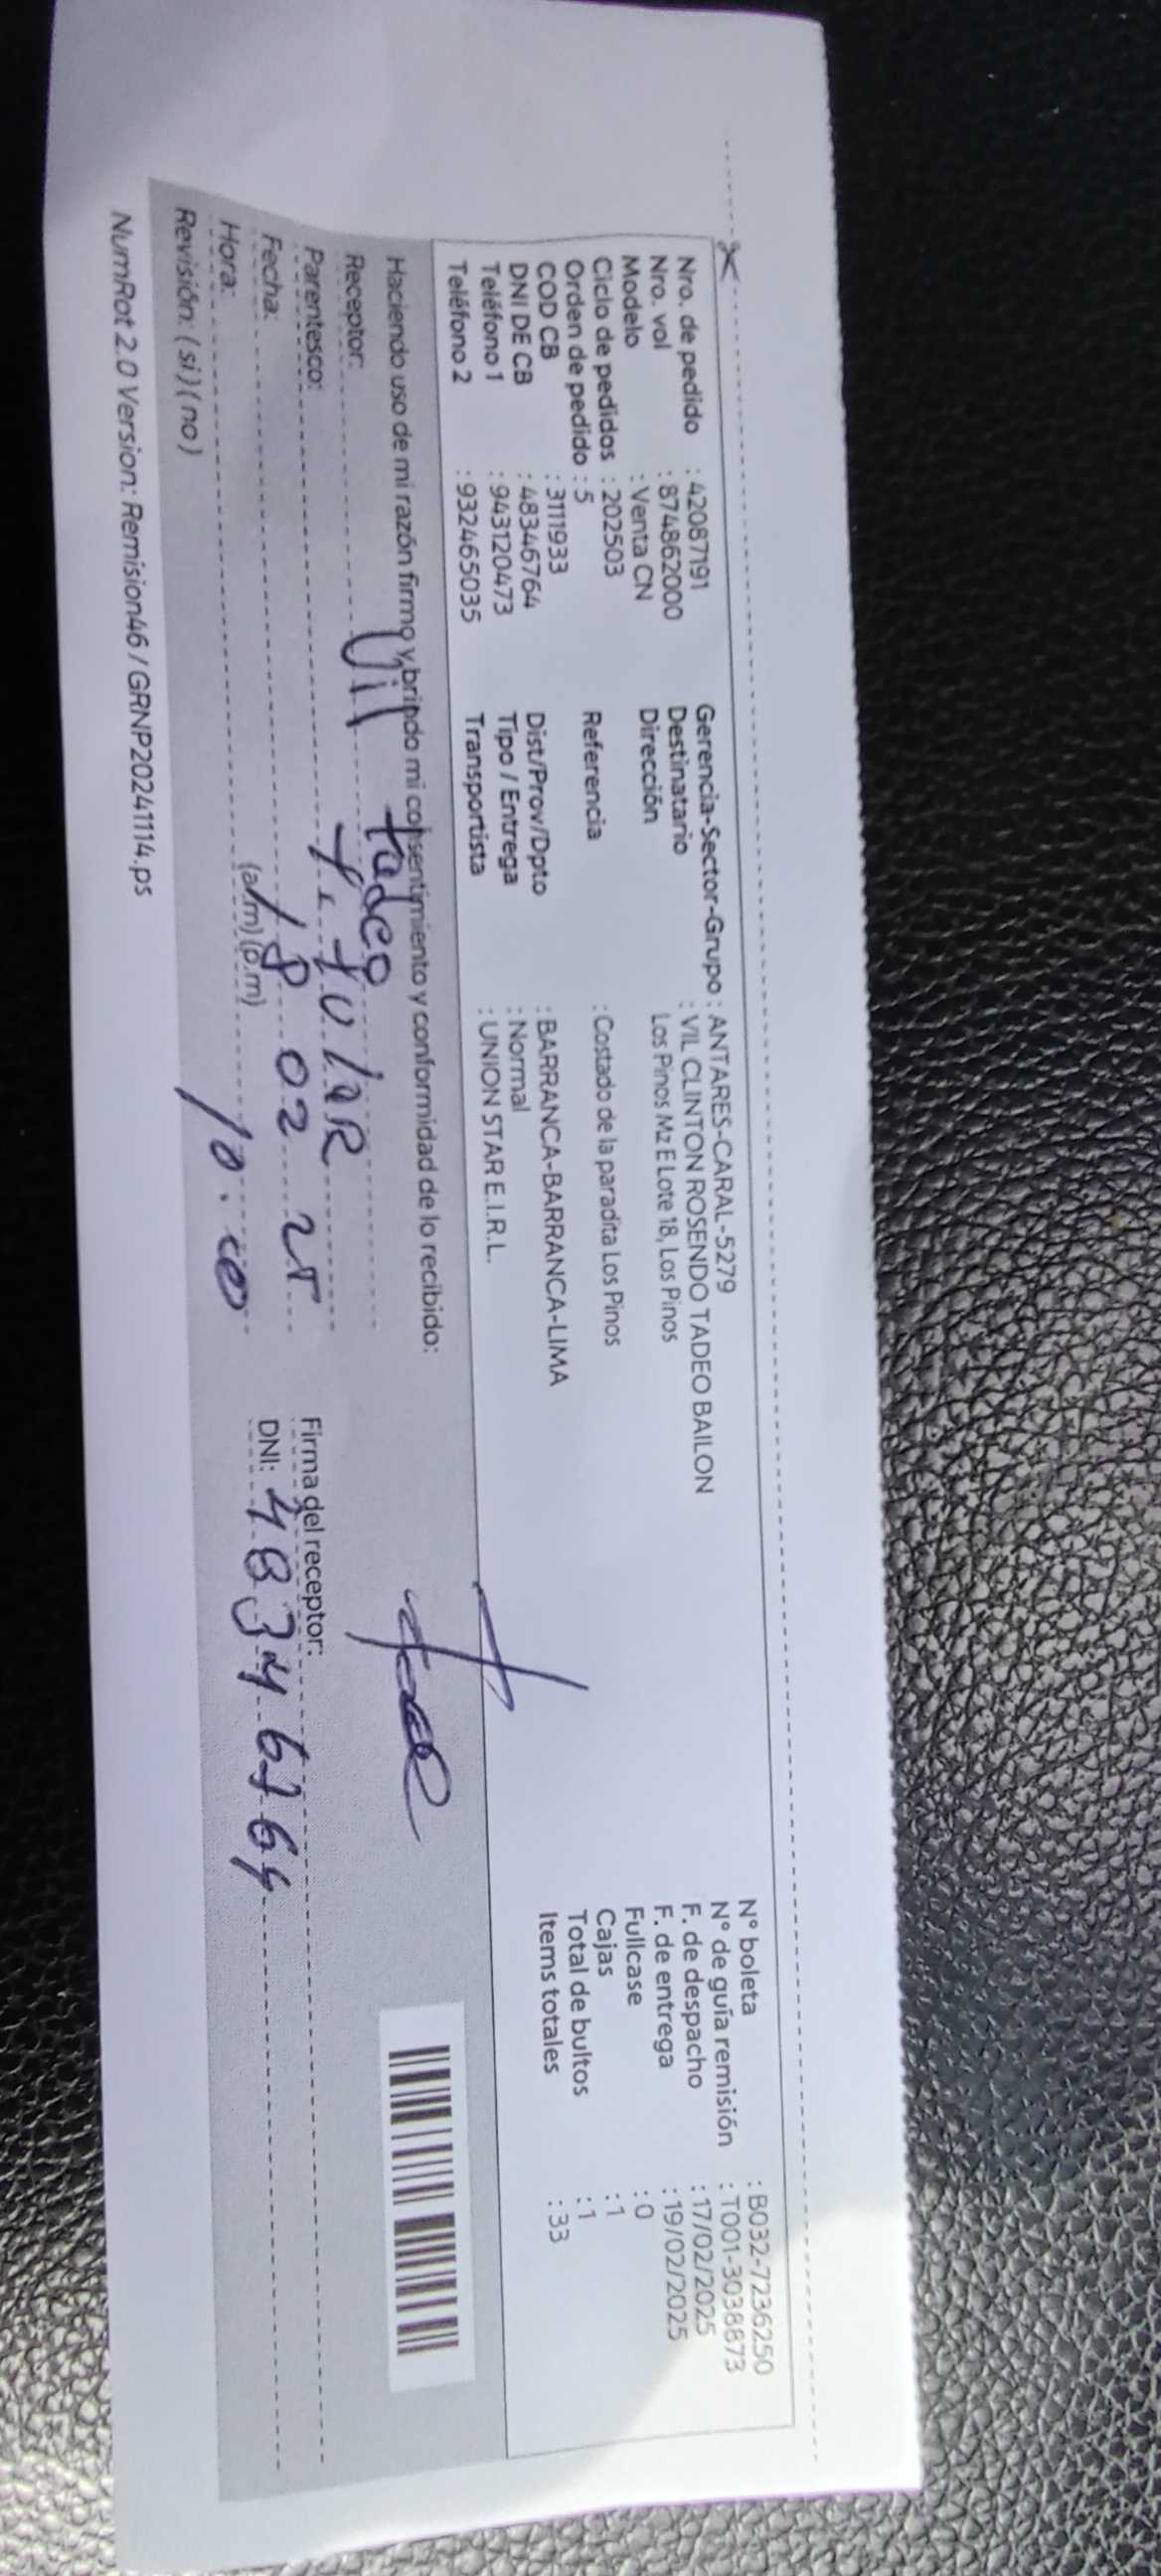 Nro. de pedido : 42087191
Nro. vol : 874862000
Modelo : Venta CN
Ciclo de pedidos : 202503
Orden de pedido : 5
COD CB : 3111933
DNI DE CB : 48346764
Teléfono 1 : 943120473
Teléfono 2 : 932465035
Gerencia-Sector-Grupo : ANTARES-CARAL-5279
Destinatario : VIL CLINTON ROSENDO TADEO BAILON
Dirección Los Pinos Mz E Lote 18, Los Pinos
Referencia : Costado de la paradita Los Pinos
Dist/Prov/Dpto : BARRANCA-BARRANCA-LIMA
Tipo / Entrega : Normal
Transportista : UNION STAR E.I.R.L.
N° boleta : B032-7236250
N° de guía remisión : T001-3038873
F. de despacho : 17/02/2025
F. de entrega : 19/02/2025
Fullcase : 0
Cajas : 1
Total de bultos : 1
Items totales : 33
Haciendo uso de mi razón firmo y brindo mi consentimiento y conformidad de lo recibido:
Receptor: Vil tadeo
Parentesco: titulaR
Fecha: 18 02 25
Hora: (a.m) (p.m) 10.00
Revisión: (si) (no)
Firma del receptor:
DNI: 48346764
NumRot 2.0 Version: Remision46 / GRNP20241114.ps